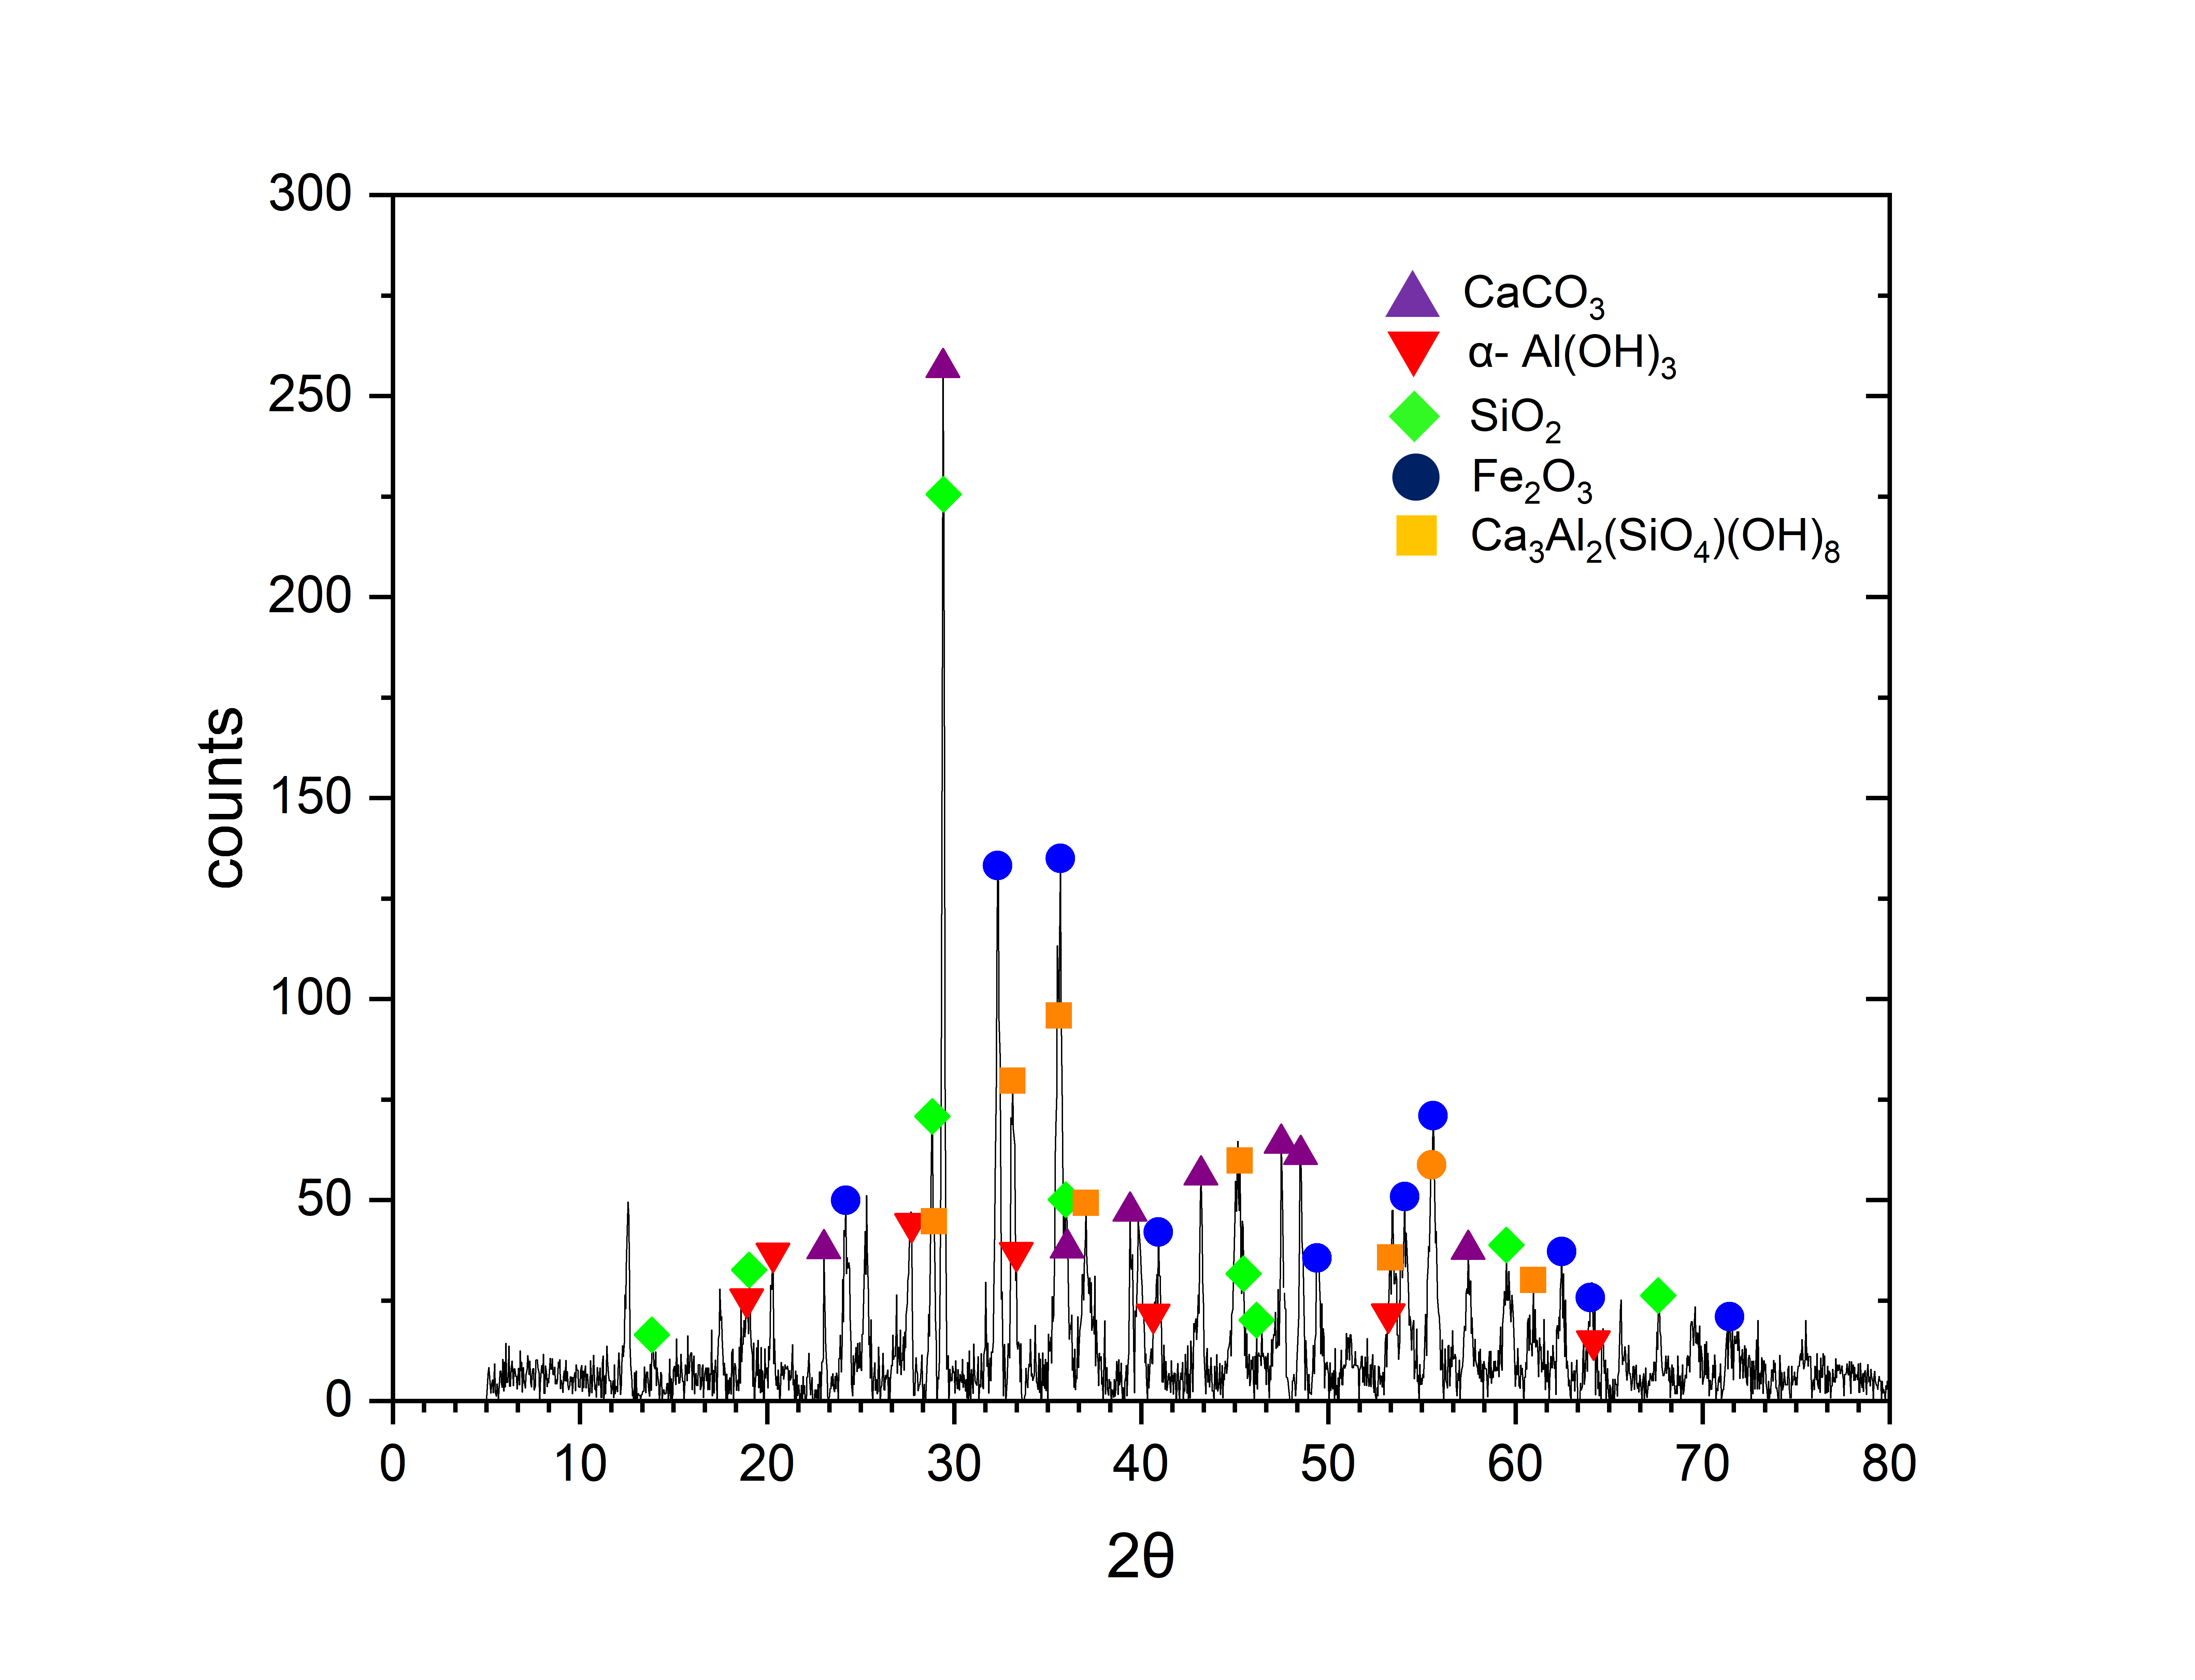 300
250
200
150
100
50
0
counts
CaCO₃
α- Al(OH)₃
SiO₂
Fe₂O₃
Ca₃Al₂(SiO₄)(OH)₈
0 10 20 30 40 50 60 70 80
2θ